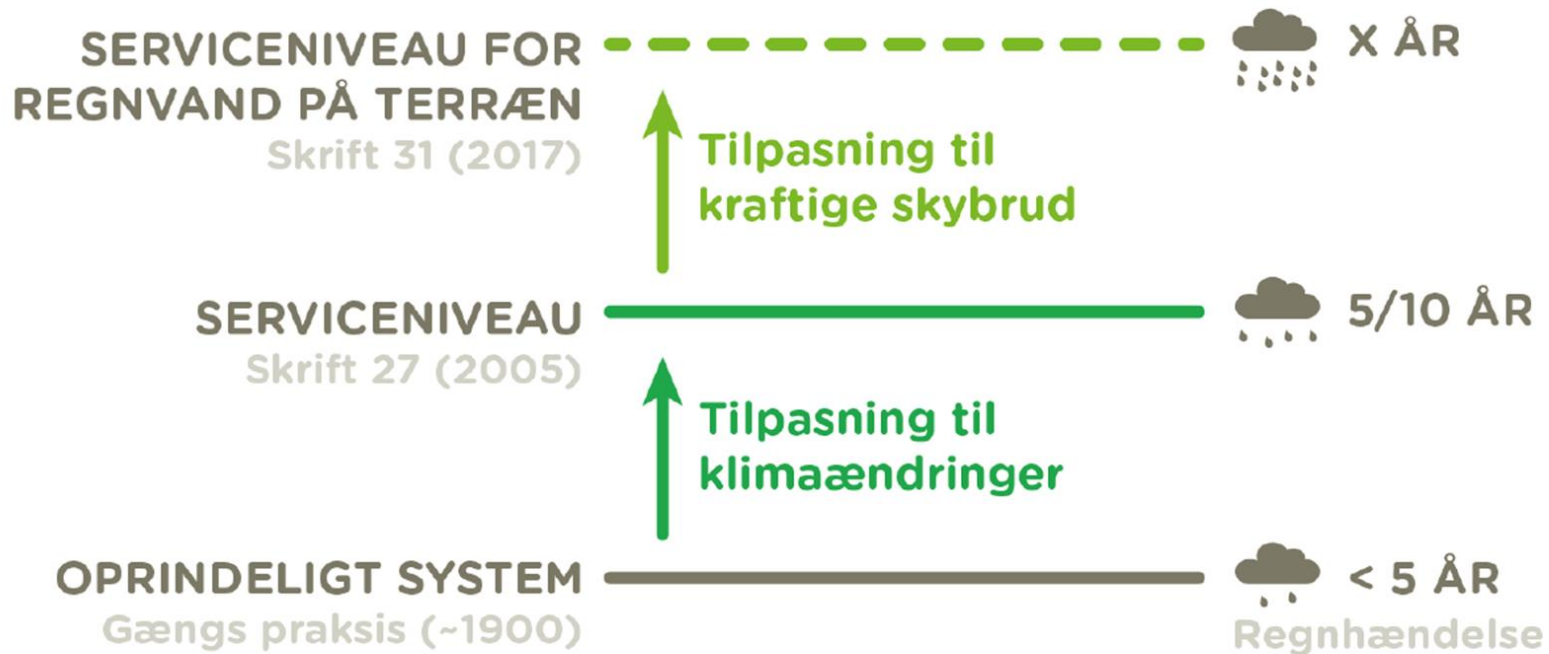 SERVICENIVEAU FOR
REGNVAND PÅ TERRÆN
Skrift 31 (2017)
X ÅR
Tilpasning til
kraftige skybrud
SERVICENIVEAU
Skrift 27 (2005)
5/10 ÅR
Tilpasning til
klimaændringer
OPRINDELIGT SYSTEM
Gængs praksis (~1900)
< 5 ÅR
Regnhændelse